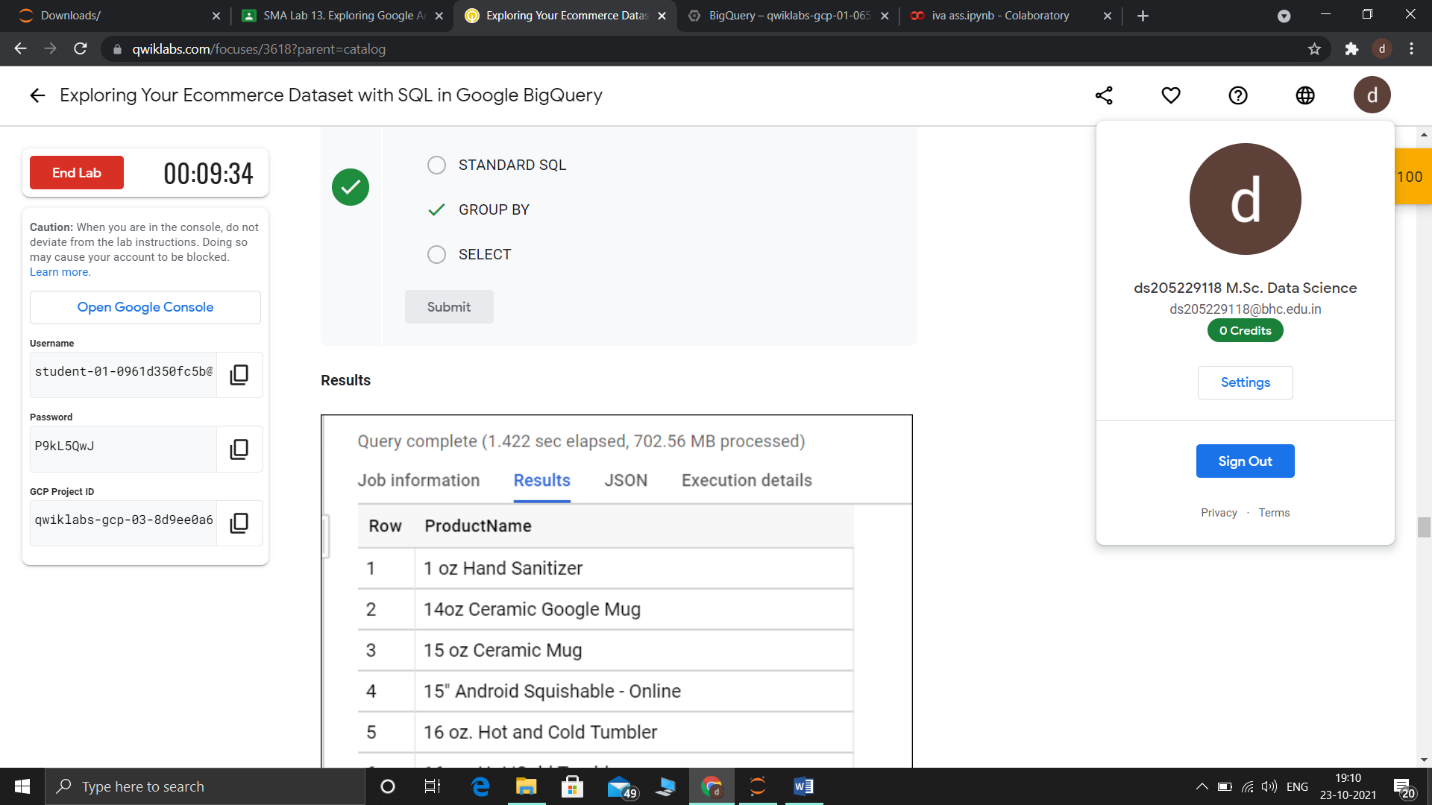 Downloads/
SMA Lab 13. Exploring Google A
Exploring Your Ecommerce Datas
BigQuery – qwiklabs-gcp-01-065
iva ass.ipynb - Colaboratory
qwiklabs.com/focuses/3618?parent=catalog
d
Exploring Your Ecommerce Dataset with SQL in Google BigQuery
d
End Lab
00:09:34
Caution: When you are in the console, do not
deviate from the lab instructions. Doing so
may cause your account to be blocked.
Learn more.
Open Google Console
Username
student-01-0961d350fc5b@
Password
P9kL5QwJ
GCP Project ID
qwiklabs-gcp-03-8d9ee0a6
STANDARD SQL
GROUP BY
SELECT
Submit
Results
Query complete (1.422 sec elapsed, 702.56 MB processed)
Job information Results JSON Execution details
Row ProductName
1 1 oz Hand Sanitizer
2 14oz Ceramic Google Mug
3 15 oz Ceramic Mug
4 15" Android Squishable - Online
5 16 oz. Hot and Cold Tumbler
/100
d
ds205229118 M.Sc. Data Science
ds205229118@bhc.edu.in
0 Credits
Settings
Sign Out
Privacy · Terms
Type here to search
49
ENG
19:10
23-10-2021
20